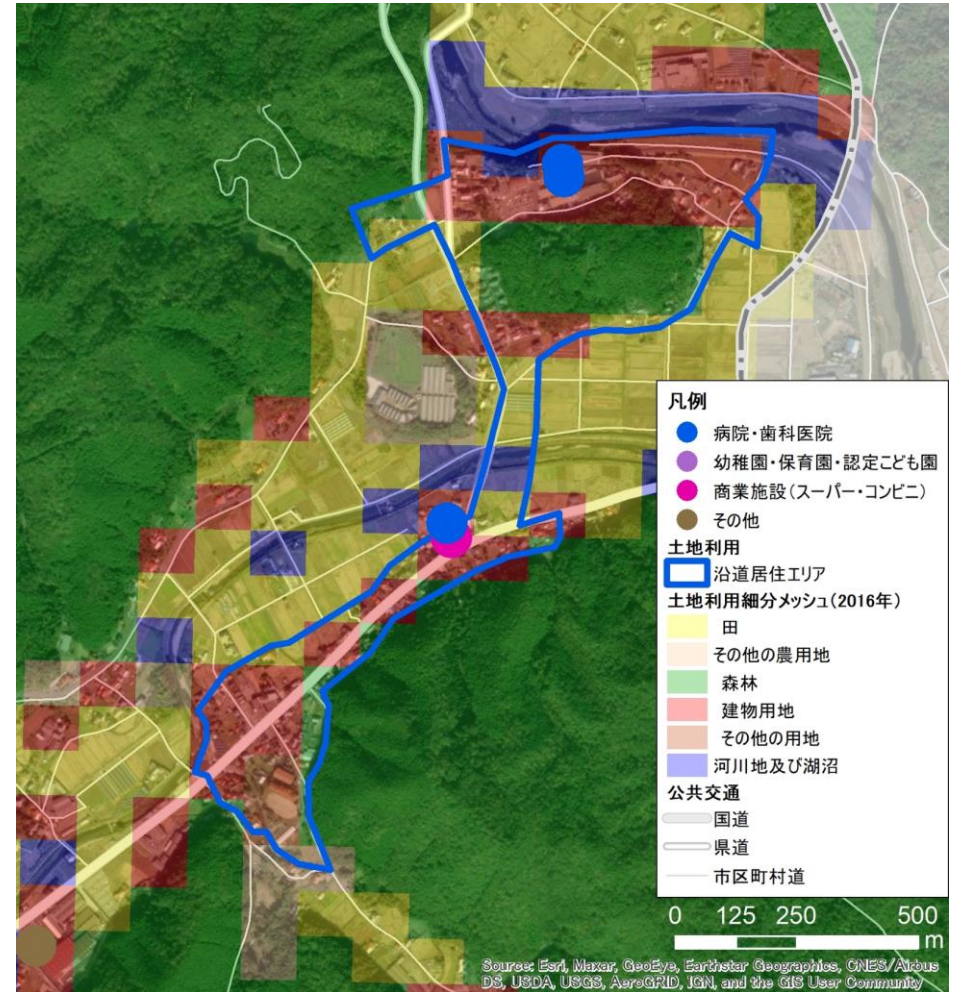 凡例
病院・歯科医院
幼稚園・保育園・認定こども園
商業施設(スーパー・コンビニ)
その他
土地利用
沿道居住エリア
土地利用細分メッシュ(2016年)
田
その他の農用地
森林
建物用地
その他の用地
河川地及び湖沼
公共交通
国道
県道
市区町村道
0 125 250 500
m
Source: Esri, Maxar, GeoEye, Earthstar Geographics, CNES/Airbus
DS, USDA, USGS, AeroGRID, IGN, and the GIS User Community